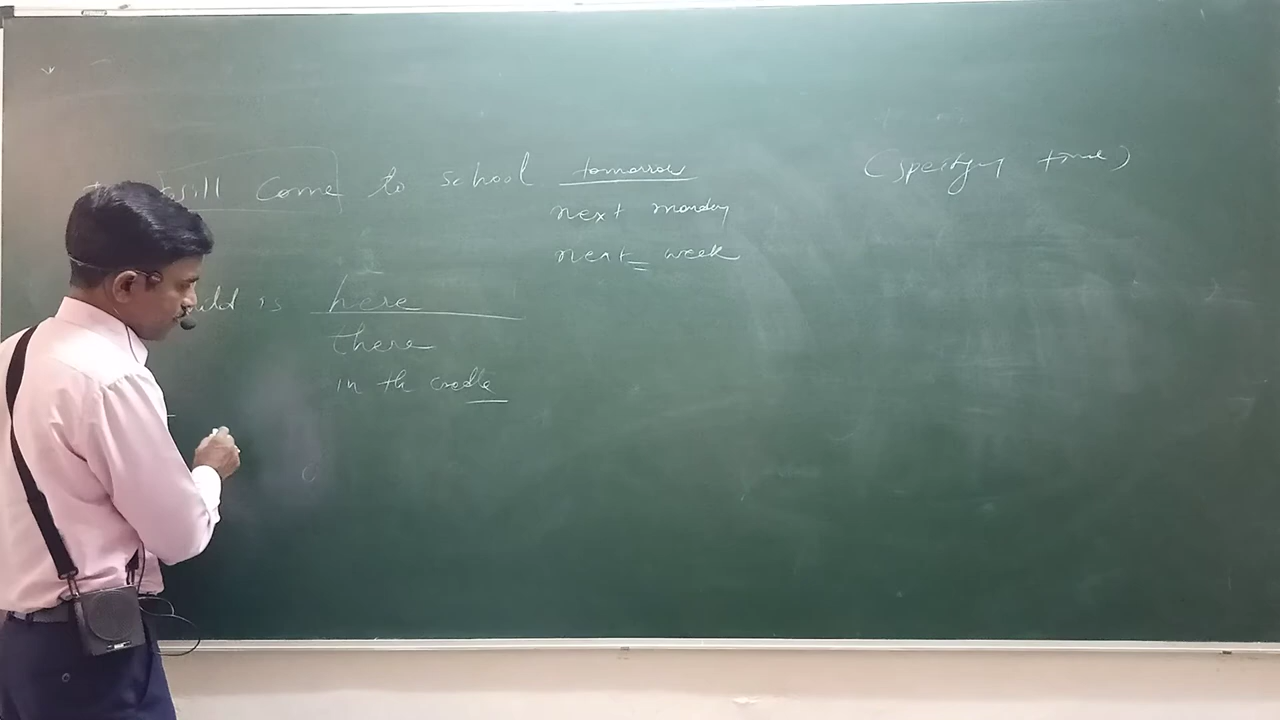 will come to school tomorrow (specifying time)
next monday
next week
is here
there
in the cradle